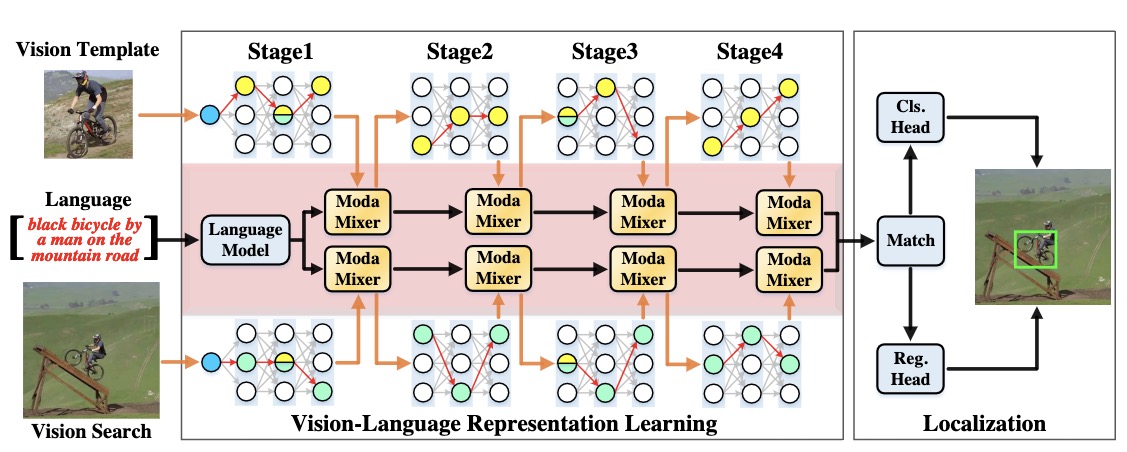 Vision Template
Stage1
Stage2
Stage3
Stage4
Language
[ black bicycle by
a man on the
mountain road ]
Language
Model
Moda
Mixer
Moda
Mixer
Moda
Mixer
Moda
Mixer
Moda
Mixer
Moda
Mixer
Moda
Mixer
Moda
Mixer
Vision Search
Vision-Language Representation Learning
Cls.
Head
Match
Reg.
Head
Localization